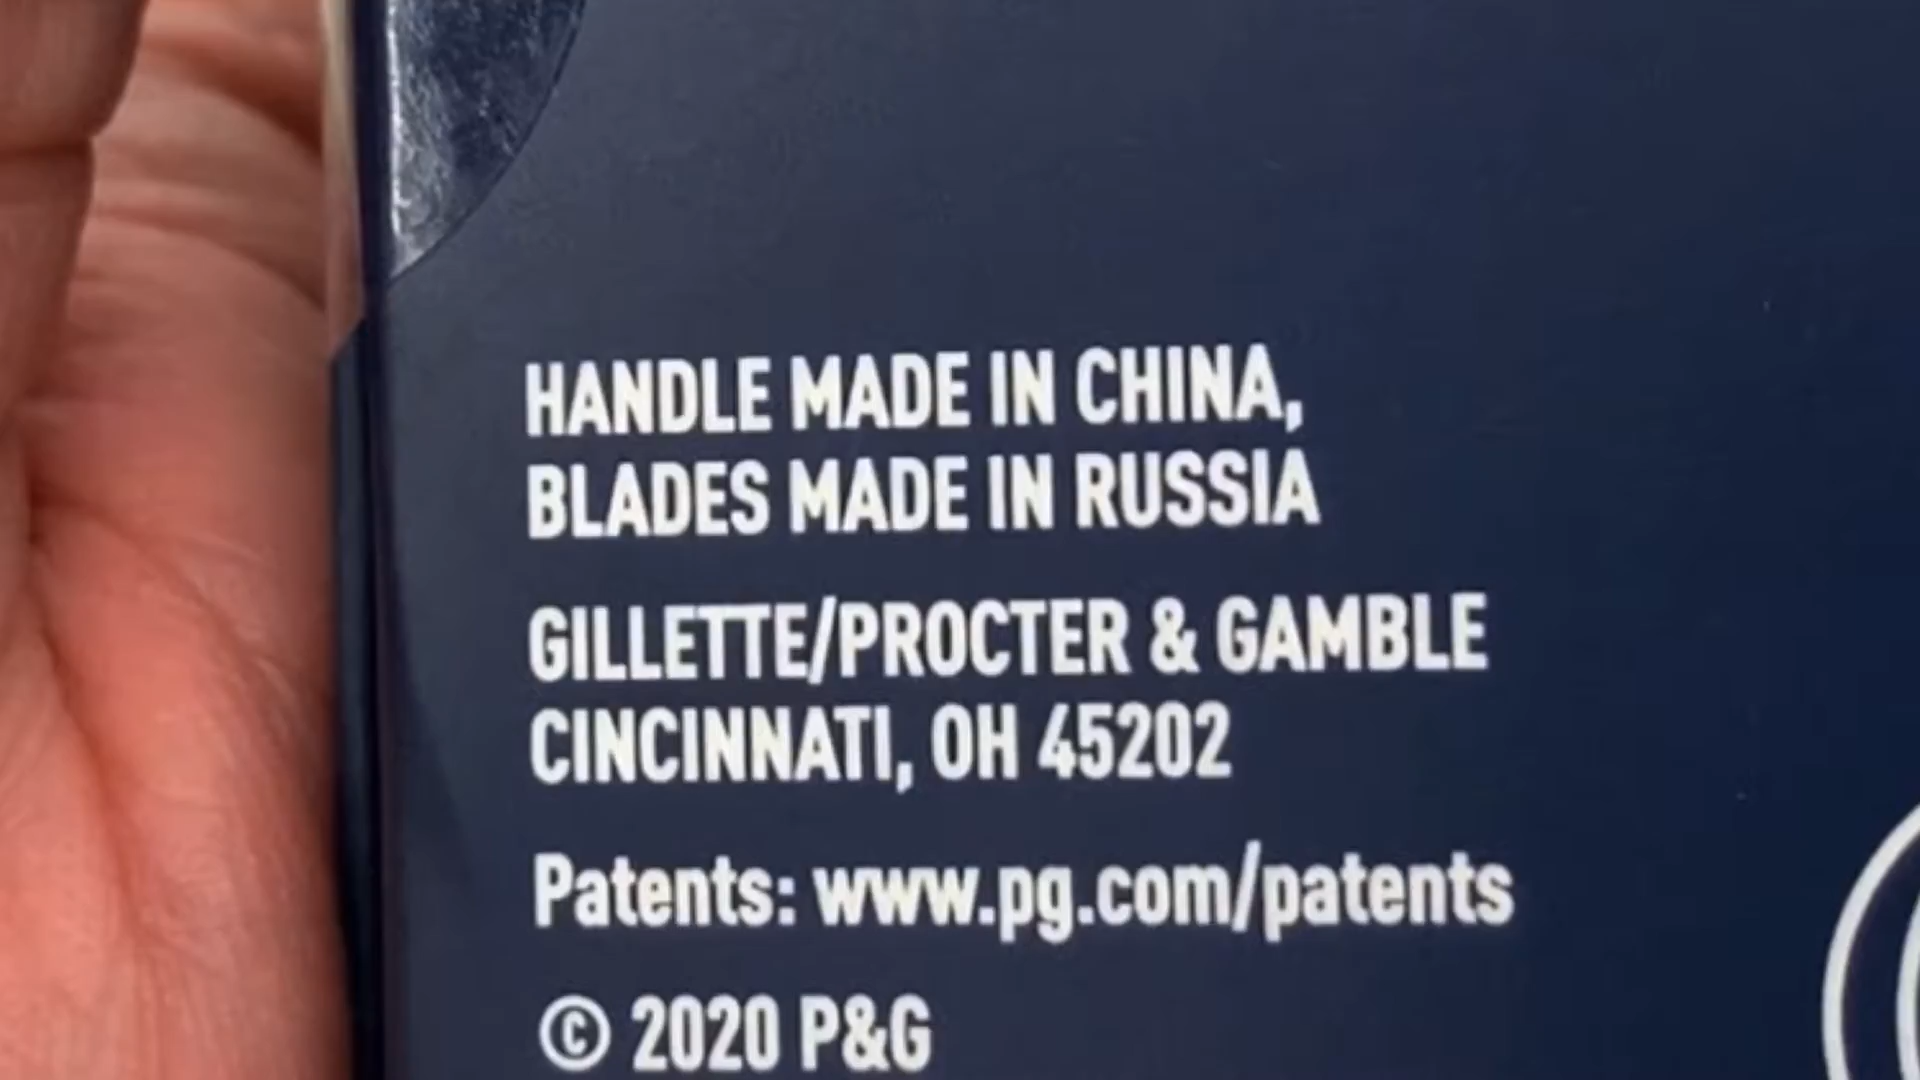 HANDLE MADE IN CHINA,
BLADES MADE IN RUSSIA
GILLETTE/PROCTER & GAMBLE
CINCINNATI, OH 45202
Patents: www.pg.com/patents
© 2020 P&G